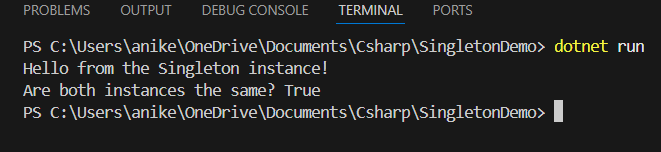 PROBLEMS OUTPUT DEBUG CONSOLE TERMINAL PORTS
PS C:\Users\anike\OneDrive\Documents\Csharp\SingletonDemo> dotnet run
Hello from the Singleton instance!
Are both instances the same? True
PS C:\Users\anike\OneDrive\Documents\Csharp\SingletonDemo>